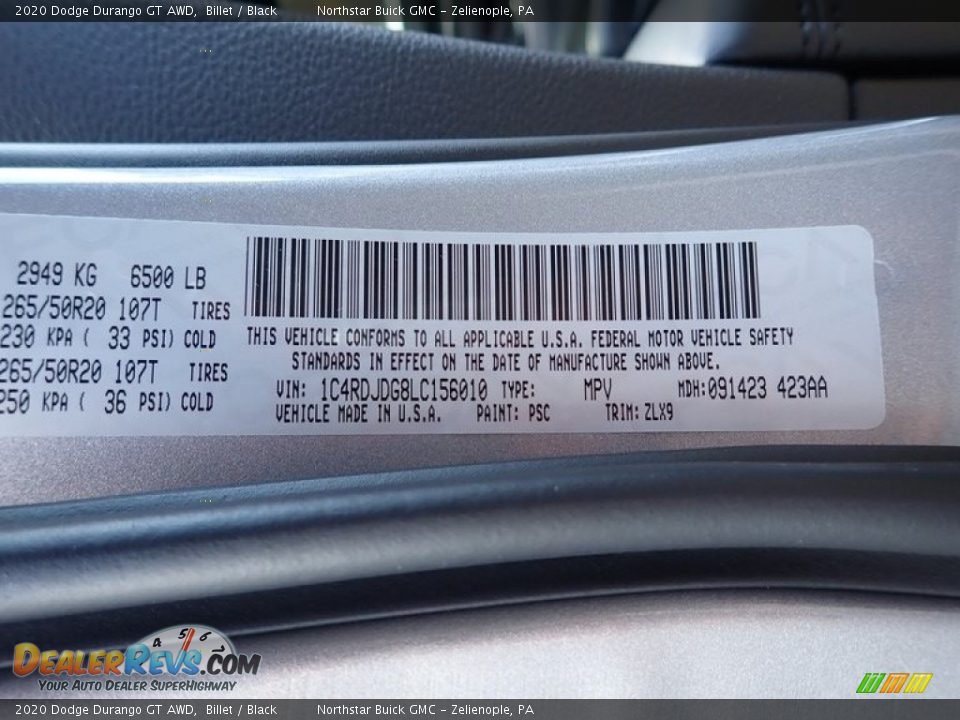 2020 Dodge Durango GT AWD, Billet / Black Northstar Buick GMC - Zelienople, PA
2949 KG 6500 LB
265/50R20 107T TIRES
230 KPA ( 33 PSI) COLD
265/50R20 107T TIRES
250 KPA ( 36 PSI) COLD
THIS VEHICLE CONFORMS TO ALL APPLICABLE U.S.A. FEDERAL MOTOR VEHICLE SAFETY
STANDARDS IN EFFECT ON THE DATE OF MANUFACTURE SHOWN ABOVE.
VIN: 1C4RDJDG8LC156010 TYPE: MPV MDH:091423 423AA
VEHICLE MADE IN U.S.A. PAINT: PSC TRIM: ZLX9
4 5 6 7
DEALERREVS.COM
YOUR AUTO DEALER SUPERHIGHWAY
2020 Dodge Durango GT AWD, Billet / Black Northstar Buick GMC - Zelienople, PA